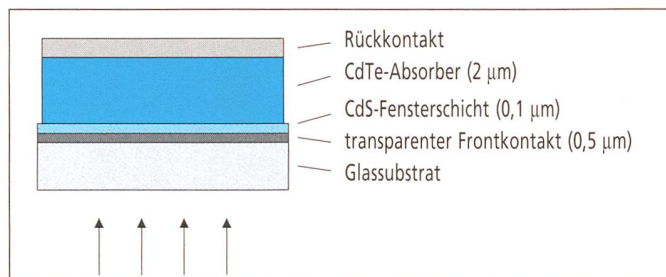 Rückkontakt
CdTe-Absorber (2 µm)
CdS-Fensterschicht (0,1 µm)
transparenter Frontkontakt (0,5 µm)
Glassubstrat